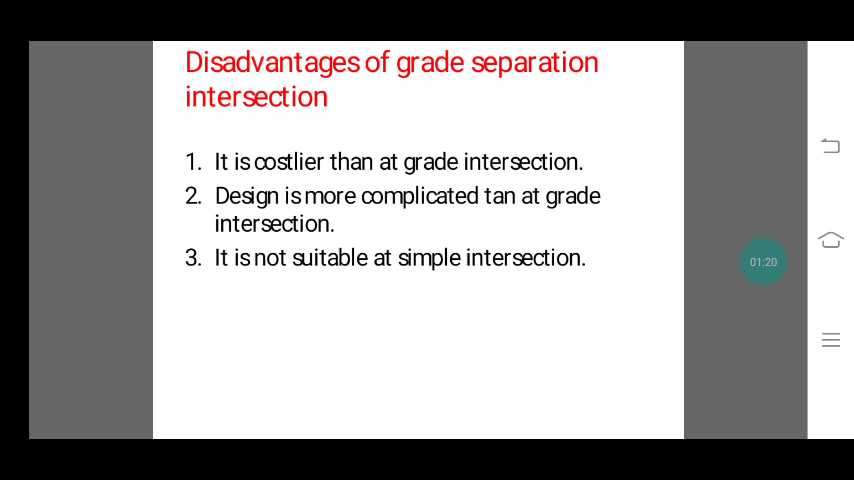 Disadvantages of grade separation
intersection
1. It is costlier than at grade intersection.
2. Design is more complicated tan at grade
intersection.
3. It is not suitable at simple intersection.
01:20